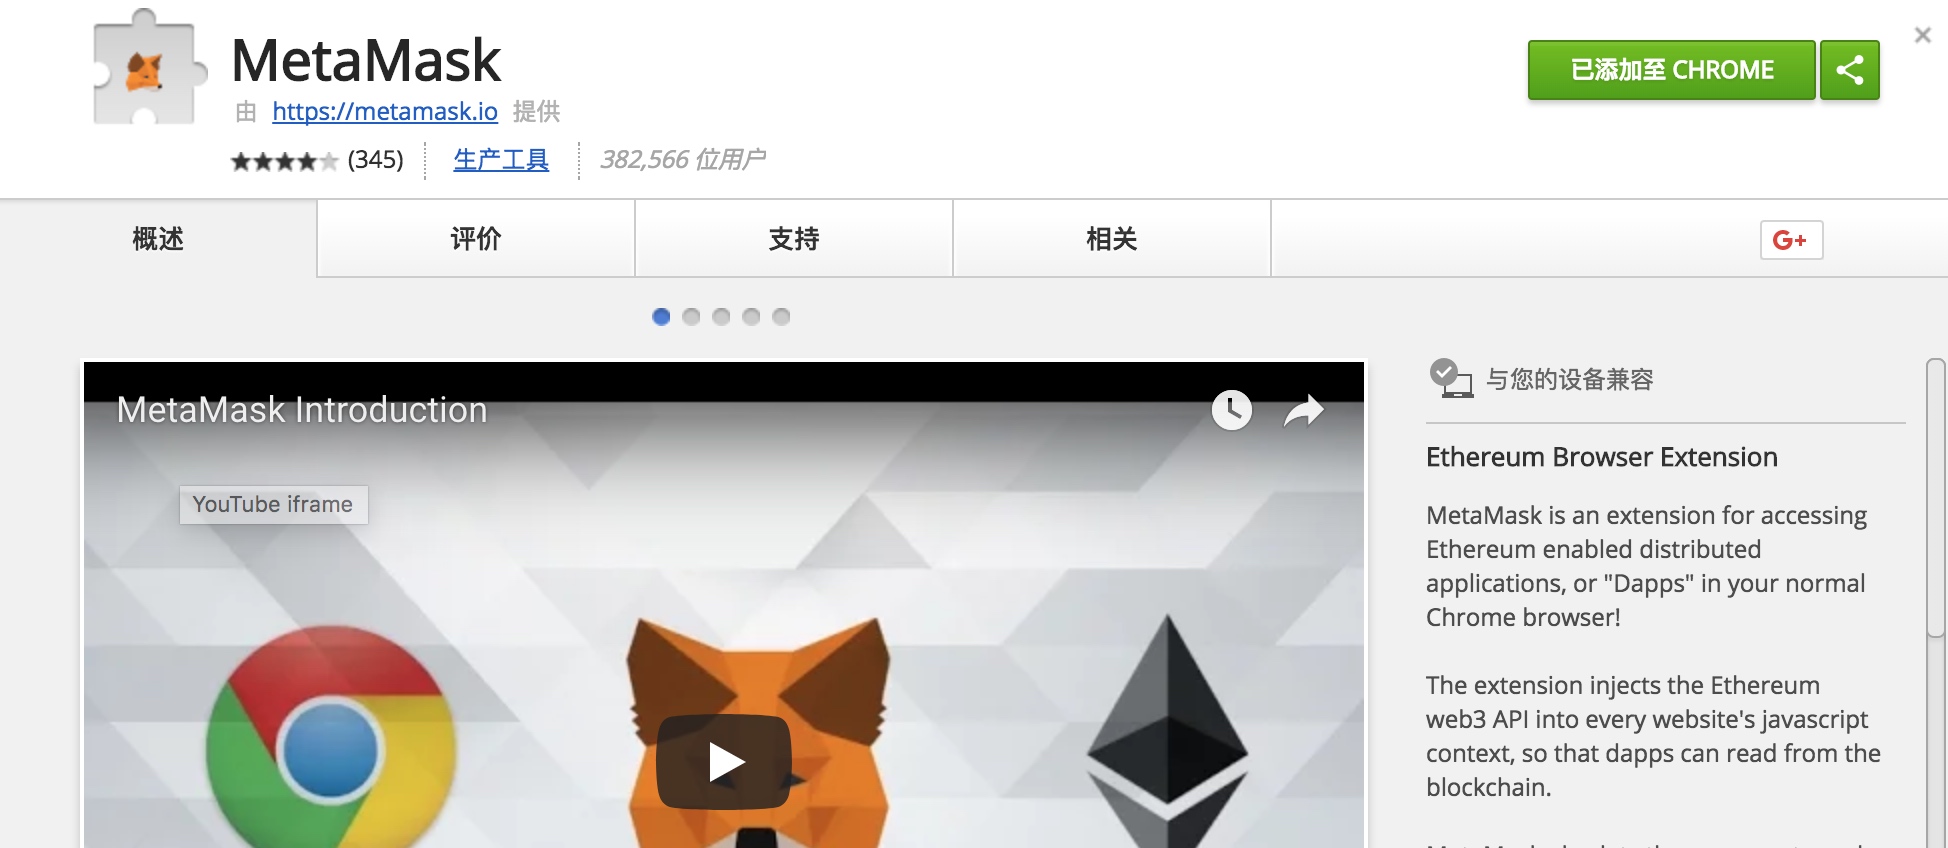 MetaMask
由 https://metamask.io 提供
(345) 生产工具 382,566 位用户
已添加至 CHROME
概述 评价 支持 相关
G+
MetaMask Introduction
YouTube iframe
与您的设备兼容
Ethereum Browser Extension
MetaMask is an extension for accessing
Ethereum enabled distributed
applications, or "Dapps" in your normal
Chrome browser!
The extension injects the Ethereum
web3 API into every website's javascript
context, so that dapps can read from the
blockchain.